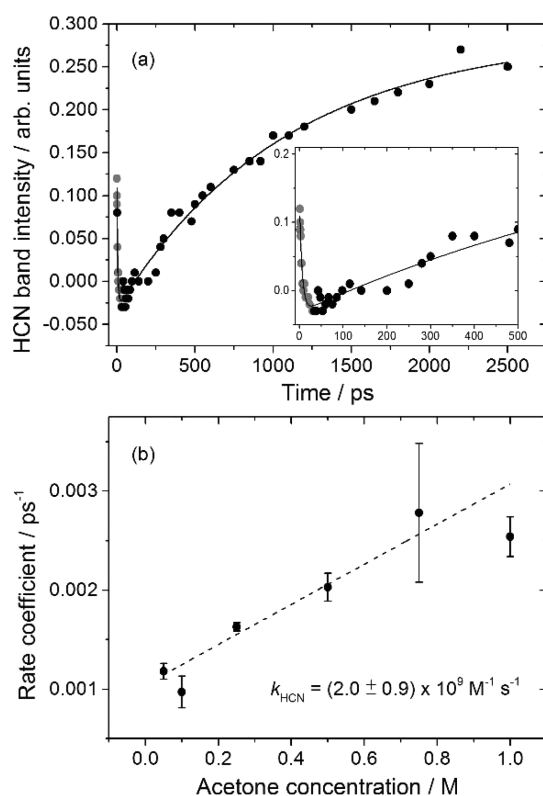 (a)
HCN band intensity / arb. units
0.300
0.250
0.200
0.150
0.100
0.050
0.000
-0.050
0.2
0.1
0.0
0 100 200 300 400 500
0 500 1000 1500 2000 2500
Time / ps
(b)
Rate coefficient / ps⁻¹
0.003
0.002
0.001
k_HCN = (2.0 ± 0.9) x 10⁹ M⁻¹ s⁻¹
0.0 0.2 0.4 0.6 0.8 1.0
Acetone concentration / M